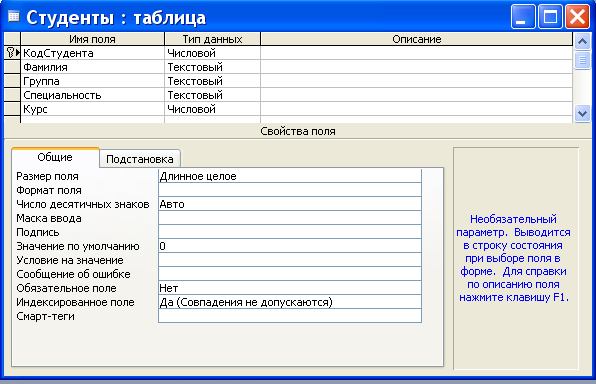 Студенты : таблица
Имя поля Тип данных Описание
КодСтудента Числовой
Фамилия Текстовый
Группа Текстовый
Специальность Текстовый
Курс Числовой
Свойства поля
Общие Подстановка
Размер поля Длинное целое
Формат поля
Число десятичных знаков Авто
Маска ввода
Подпись
Значение по умолчанию 0
Условие на значение
Сообщение об ошибке
Обязательное поле Нет
Индексированное поле Да (Совпадения не допускаются)
Смарт-теги
Необязательный
параметр. Выводится
в строку состояния
при выборе поля в
форме. Для справки
по описанию поля
нажмите клавишу F1.